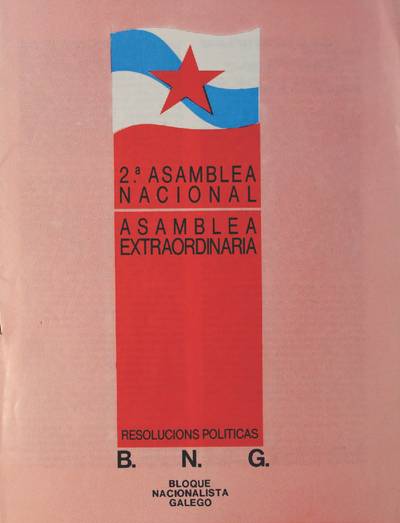 2.ª ASAMBLEA
NACIONAL
ASAMBLEA
EXTRAORDINARIA
RESOLUCIONS POLITICAS
B. N. G.
BLOQUE
NACIONALISTA
GALEGO